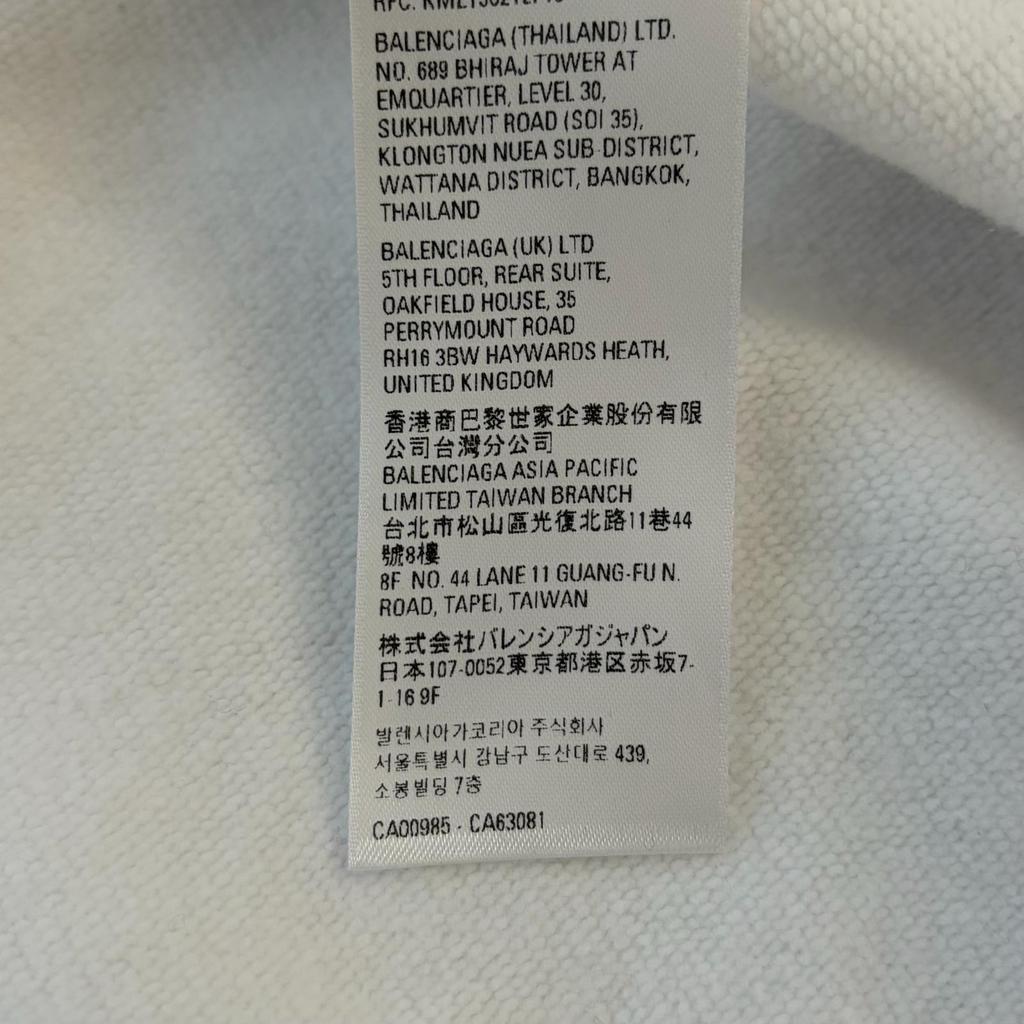 BALENCIAGA (THAILAND) LTD.
NO. 689 BHIRAJ TOWER AT
EMQUARTIER, LEVEL 30,
SUKHUMVIT ROAD (SOI 35),
KLONGTON NUEA SUB-DISTRICT,
WATTANA DISTRICT, BANGKOK,
THAILAND
BALENCIAGA (UK) LTD
5TH FLOOR, REAR SUITE,
OAKFIELD HOUSE, 35
PERRYMOUNT ROAD
RH16 3BW HAYWARDS HEATH,
UNITED KINGDOM
香港商巴黎世家企業股份有限
公司台灣分公司
BALENCIAGA ASIA PACIFIC
LIMITED TAIWAN BRANCH
台北市松山區光復北路11巷44
號8樓
8F NO. 44 LANE 11 GUANG-FU N.
ROAD, TAPEI, TAIWAN
株式会社バレンシアガジャパン
日本107-0052東京都港区赤坂7-
1-16 9F
발렌시아가코리아 주식회사
서울특별시 강남구 도산대로 439,
소봉빌딩 7층
CA00985 - CA63081